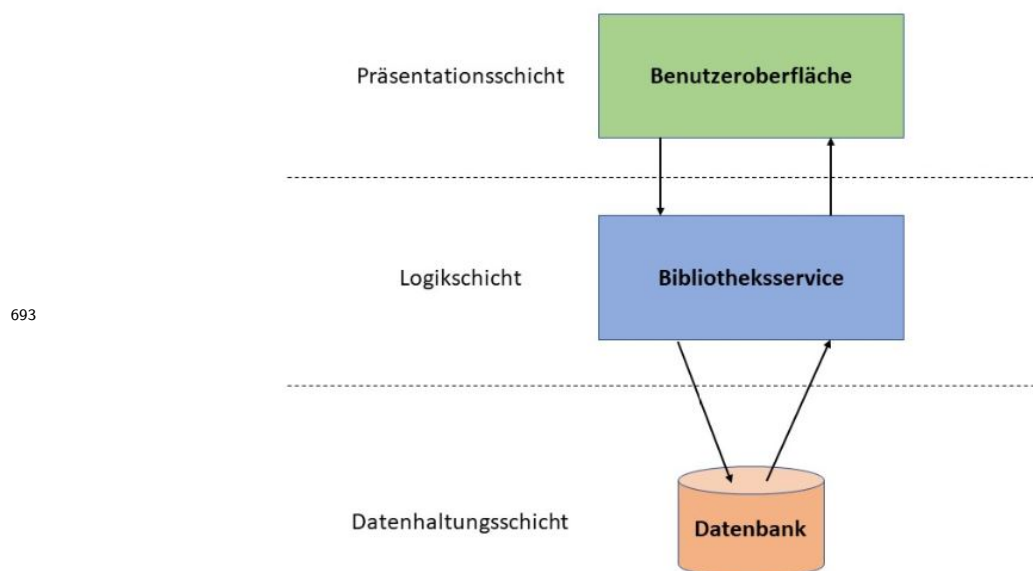 Präsentationsschicht
Benutzeroberfläche
Logikschicht
Bibliotheksservice
693
Datenhaltungsschicht
Datenbank